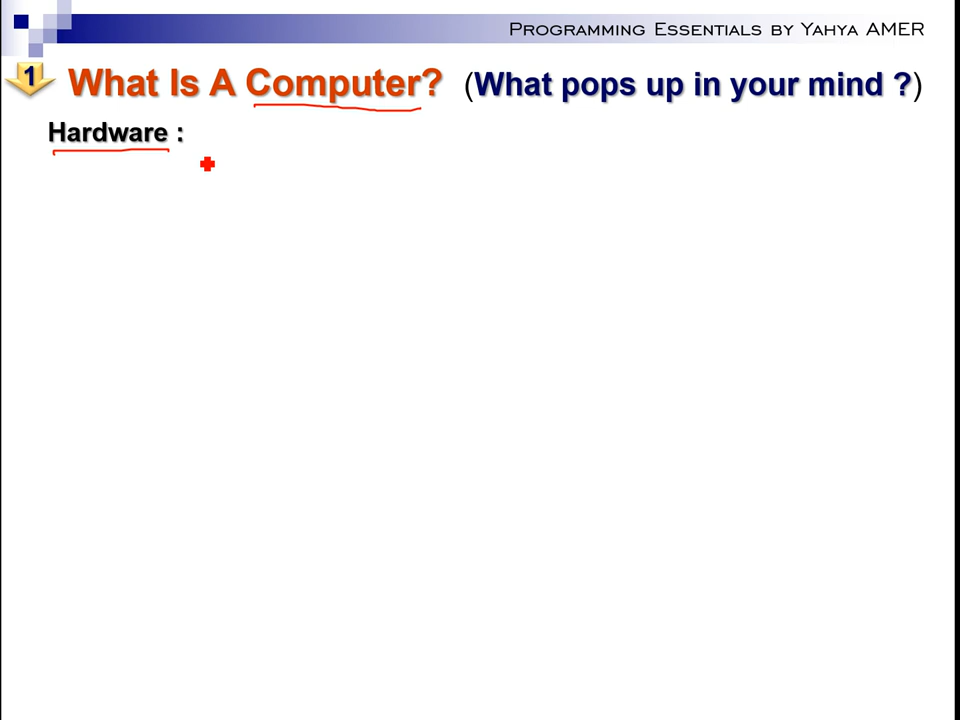 Programming Essentials by Yahya AMER
1 What Is A Computer? (What pops up in your mind ?)
Hardware :